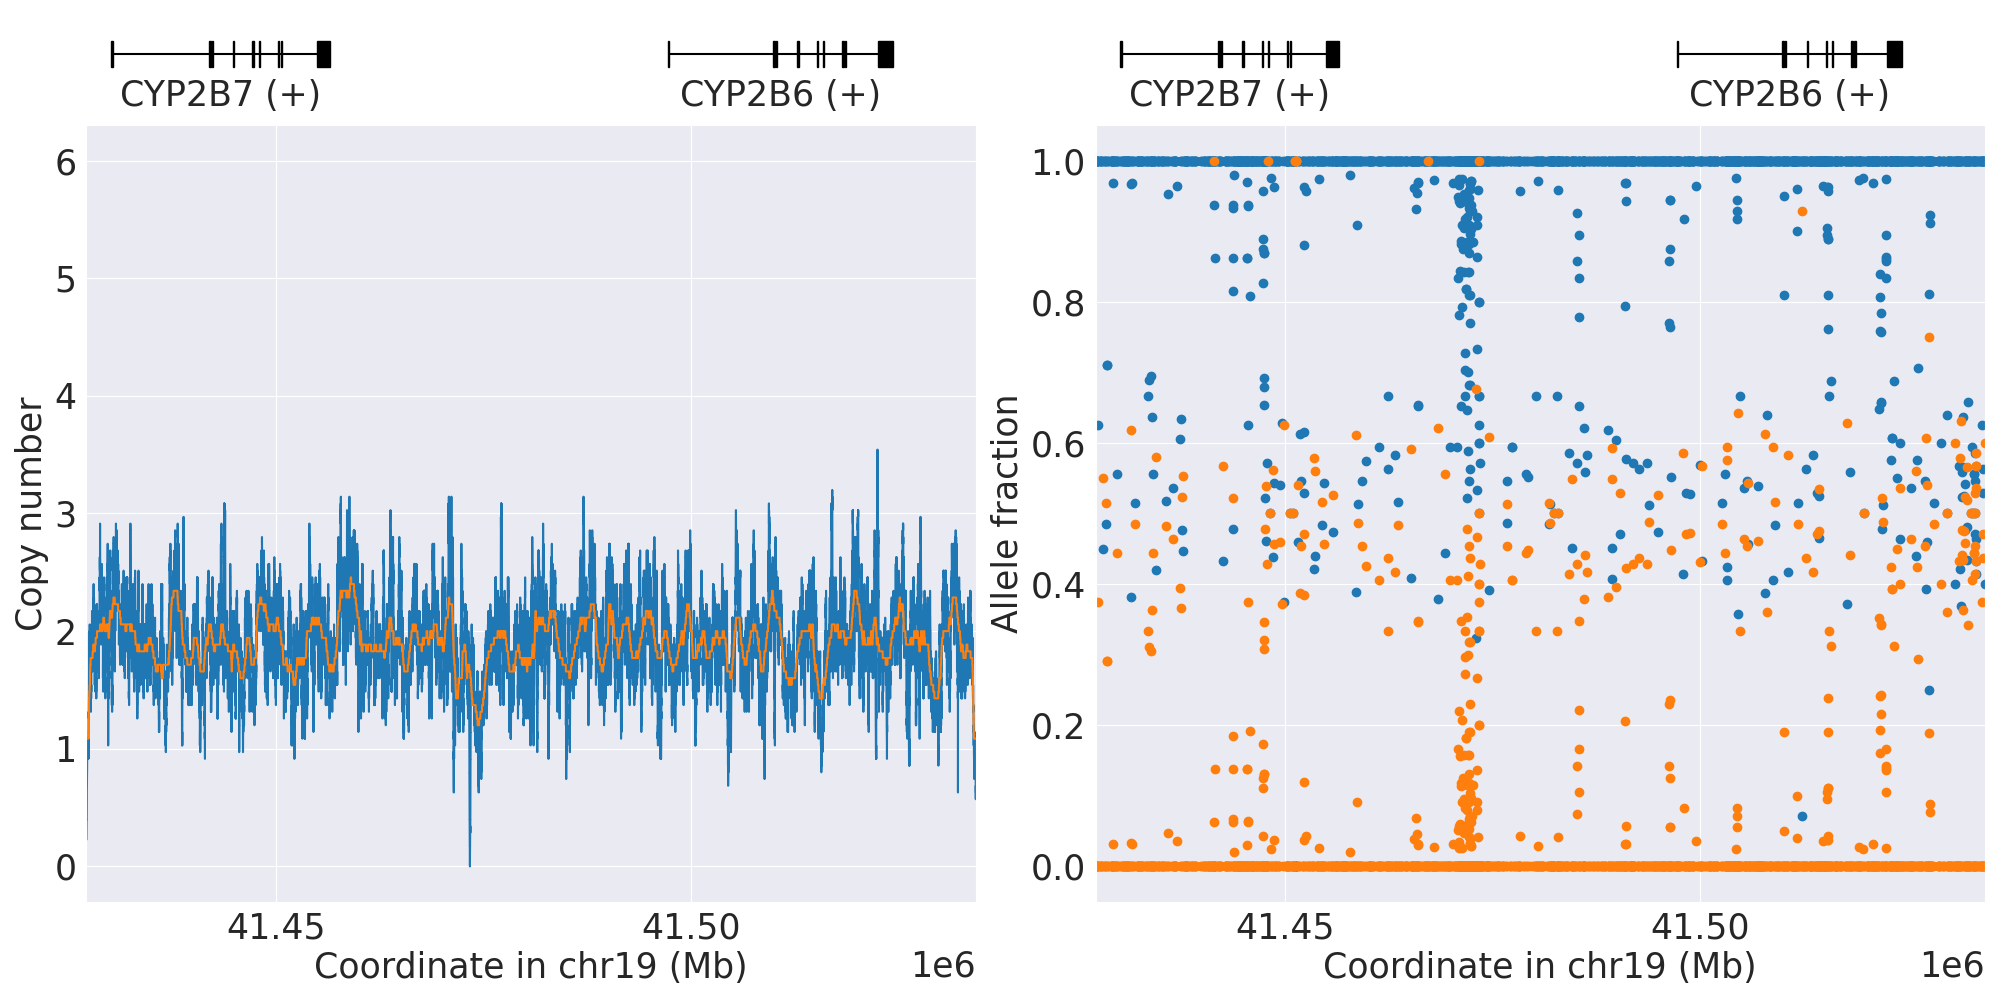 CYP2B7 (+)
CYP2B6 (+)
Copy number
6
5
4
3
2
1
0
41.45
41.50
Coordinate in chr19 (Mb)
1e6
CYP2B7 (+)
CYP2B6 (+)
Allele fraction
1.0
0.8
0.6
0.4
0.2
0.0
41.45
41.50
Coordinate in chr19 (Mb)
1e6